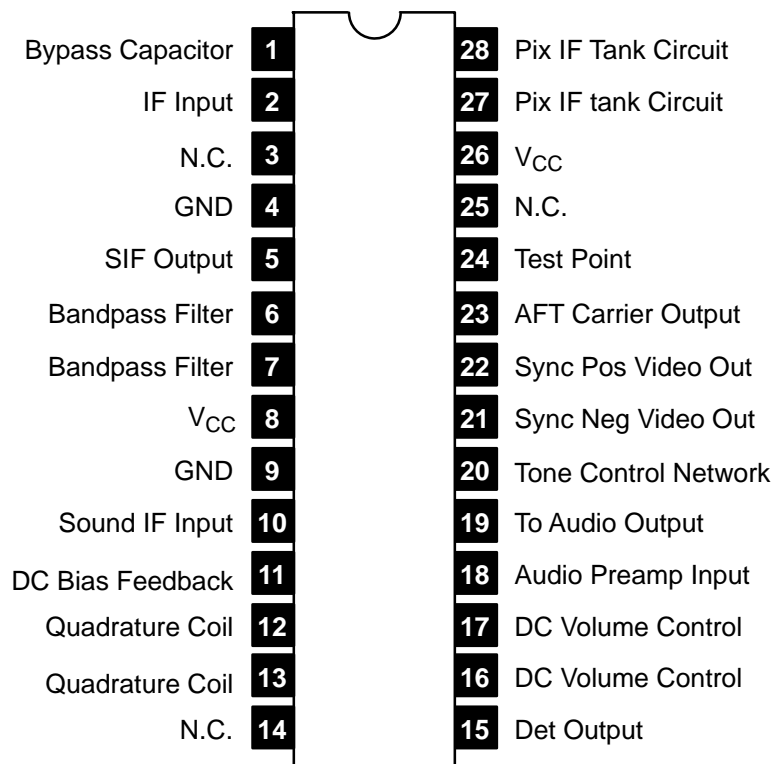 Bypass Capacitor 1 28 Pix IF Tank Circuit
IF Input 2 27 Pix IF tank Circuit
N.C. 3 26 VCC
GND 4 25 N.C.
SIF Output 5 24 Test Point
Bandpass Filter 6 23 AFT Carrier Output
Bandpass Filter 7 22 Sync Pos Video Out
VCC 8 21 Sync Neg Video Out
GND 9 20 Tone Control Network
Sound IF Input 10 19 To Audio Output
DC Bias Feedback 11 18 Audio Preamp Input
Quadrature Coil 12 17 DC Volume Control
Quadrature Coil 13 16 DC Volume Control
N.C. 14 15 Det Output